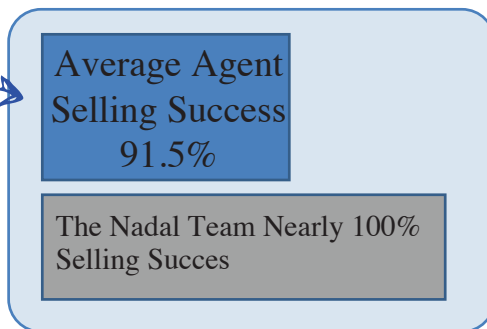 Average Agent
Selling Success
91.5%
The Nadal Team Nearly 100%
Selling Succes